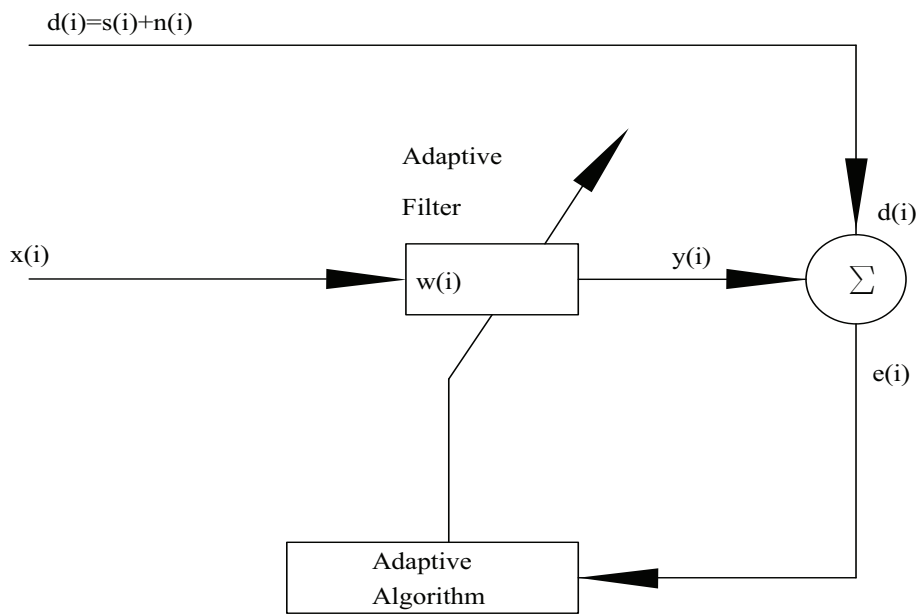 d(i)=s(i)+n(i)
Adaptive
Filter
d(i)
x(i)
w(i)
y(i)
∑
e(i)
Adaptive
Algorithm